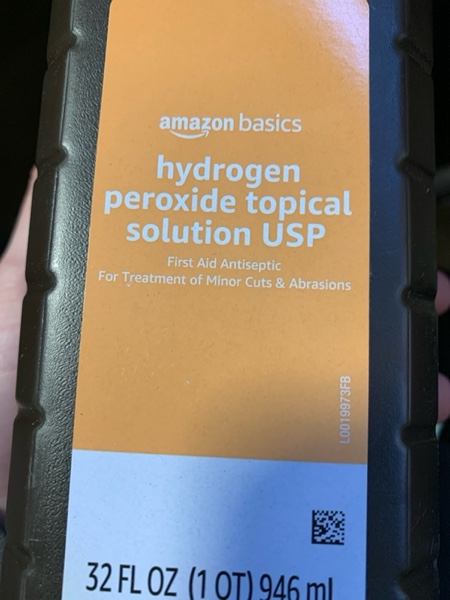 amazon basics
hydrogen
peroxide topical
solution USP
First Aid Antiseptic
For Treatment of Minor Cuts & Abrasions
L0019973FB
32 FL OZ (1 QT) 946 ml